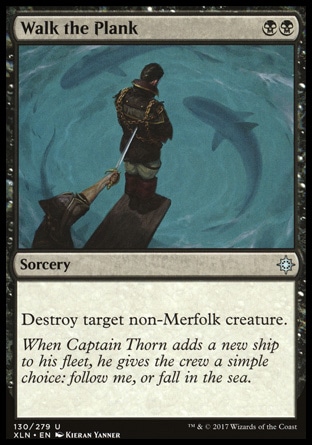 Walk the Plank
Sorcery
Destroy target non-Merfolk creature.
When Captain Thorn adds a new ship
to his fleet, he gives the crew a simple
choice: follow me, or fall in the sea.
130/279 U
XLN • EN Kieran Yanner
™ & © 2017 Wizards of the Coast